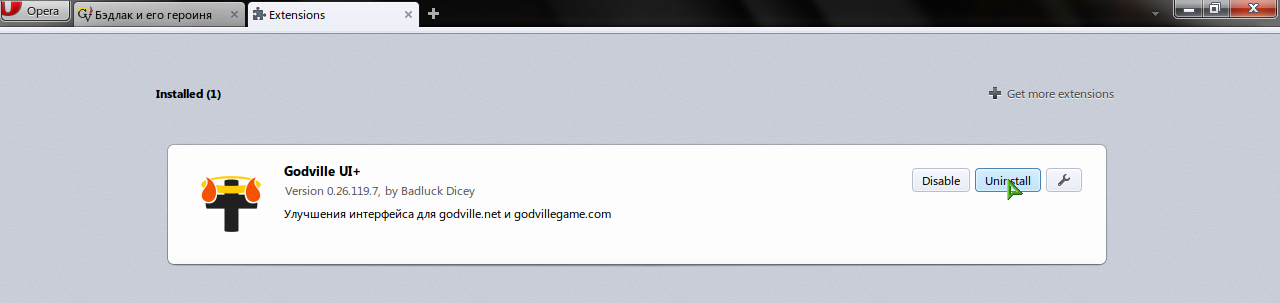 Opera
Бэдлак и его героиня
Extensions
Installed (1)
Get more extensions
Godville UI+
Version 0.26.119.7, by Badluck Dicey
Disable
Uninstall
Улучшения интерфейса для godville.net и godvillegame.com